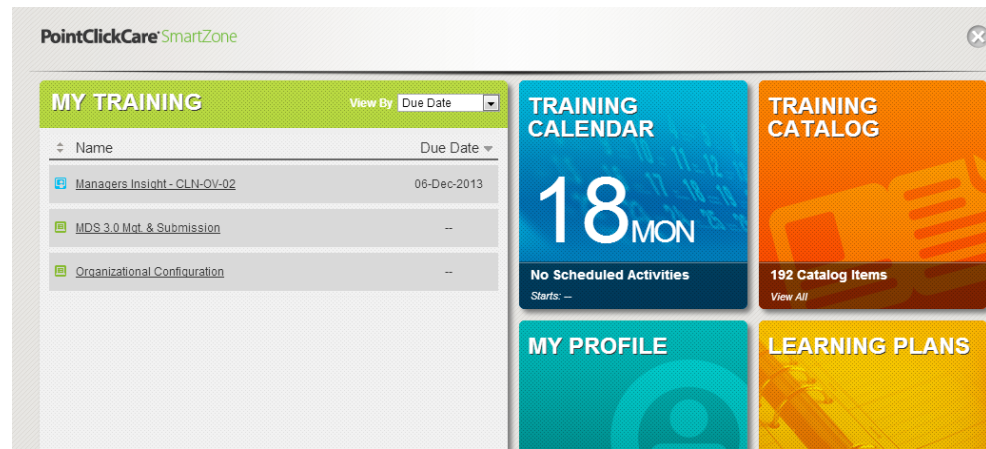 PointClickCare SmartZone
MY TRAINING
View By Due Date
Name Due Date
Managers Insight - CLN-OV-02 06-Dec-2013
MDS 3.0 Mgt. & Submission --
Organizational Configuration --
TRAINING
CALENDAR
18 MON
No Scheduled Activities
Starts: --
TRAINING
CATALOG
192 Catalog Items
View All
MY PROFILE
LEARNING PLANS